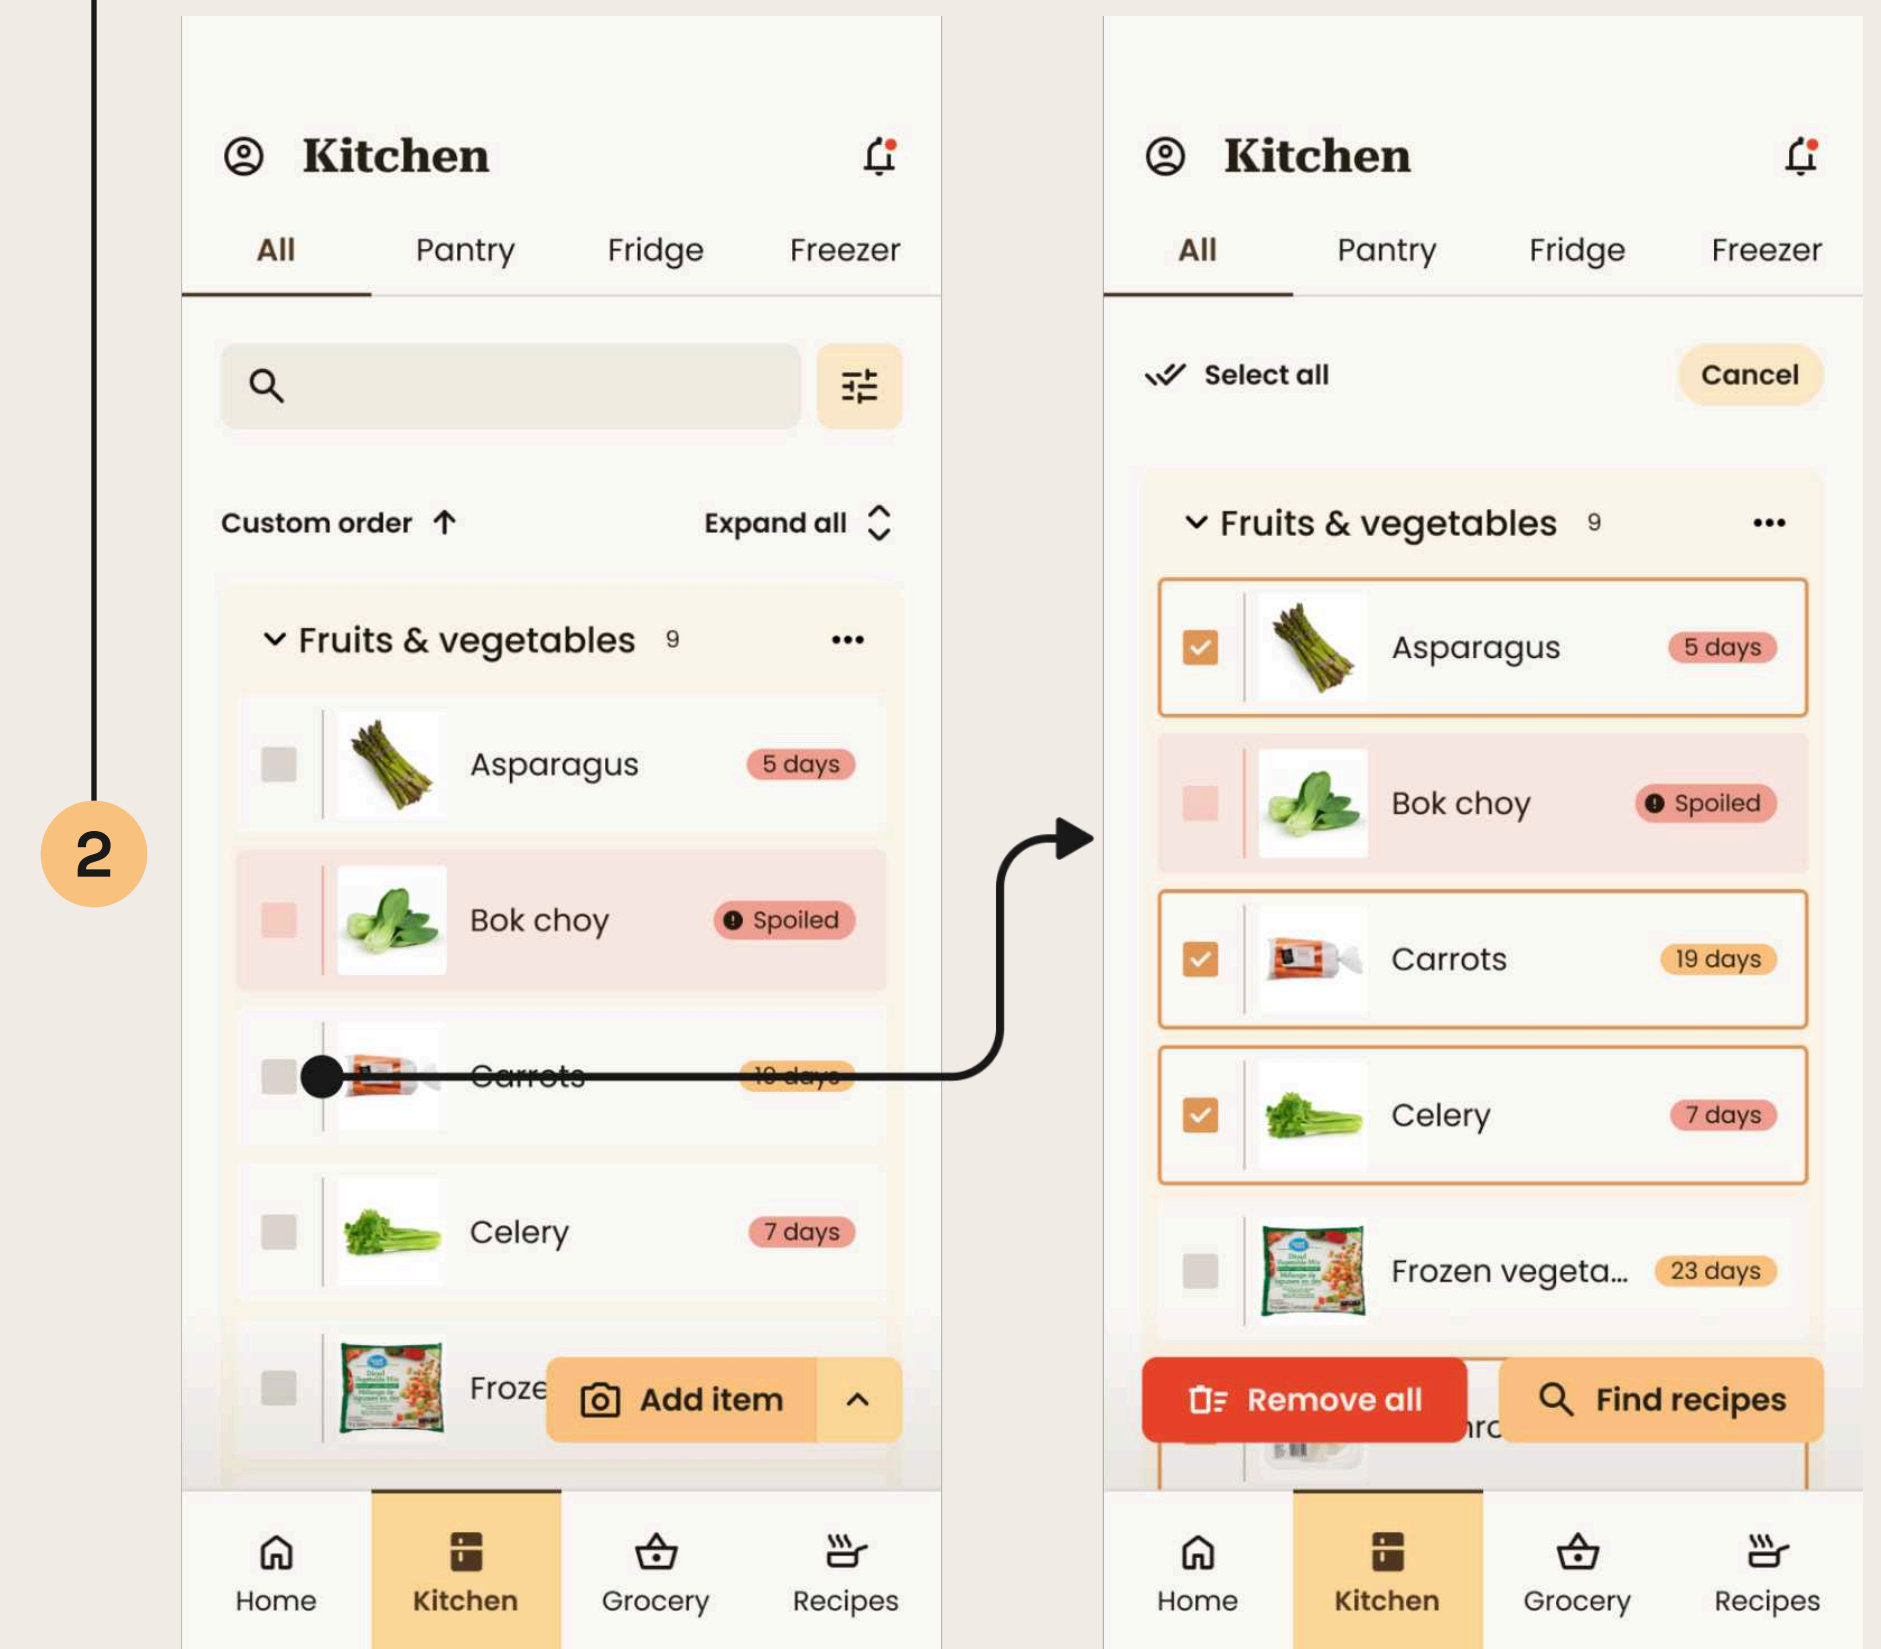 2
Kitchen
All
Pantry
Fridge
Freezer
Custom order
Expand all
Fruits & vegetables 9
Asparagus
5 days
Bok choy
Spoiled
Carrots
19 days
Celery
7 days
Froze
Add item
Home
Kitchen
Grocery
Recipes
Kitchen
All
Pantry
Fridge
Freezer
Select all
Cancel
Fruits & vegetables 9
Asparagus
5 days
Bok choy
Spoiled
Carrots
19 days
Celery
7 days
Frozen vegeta...
23 days
Remove all
Find recipes
Home
Kitchen
Grocery
Recipes